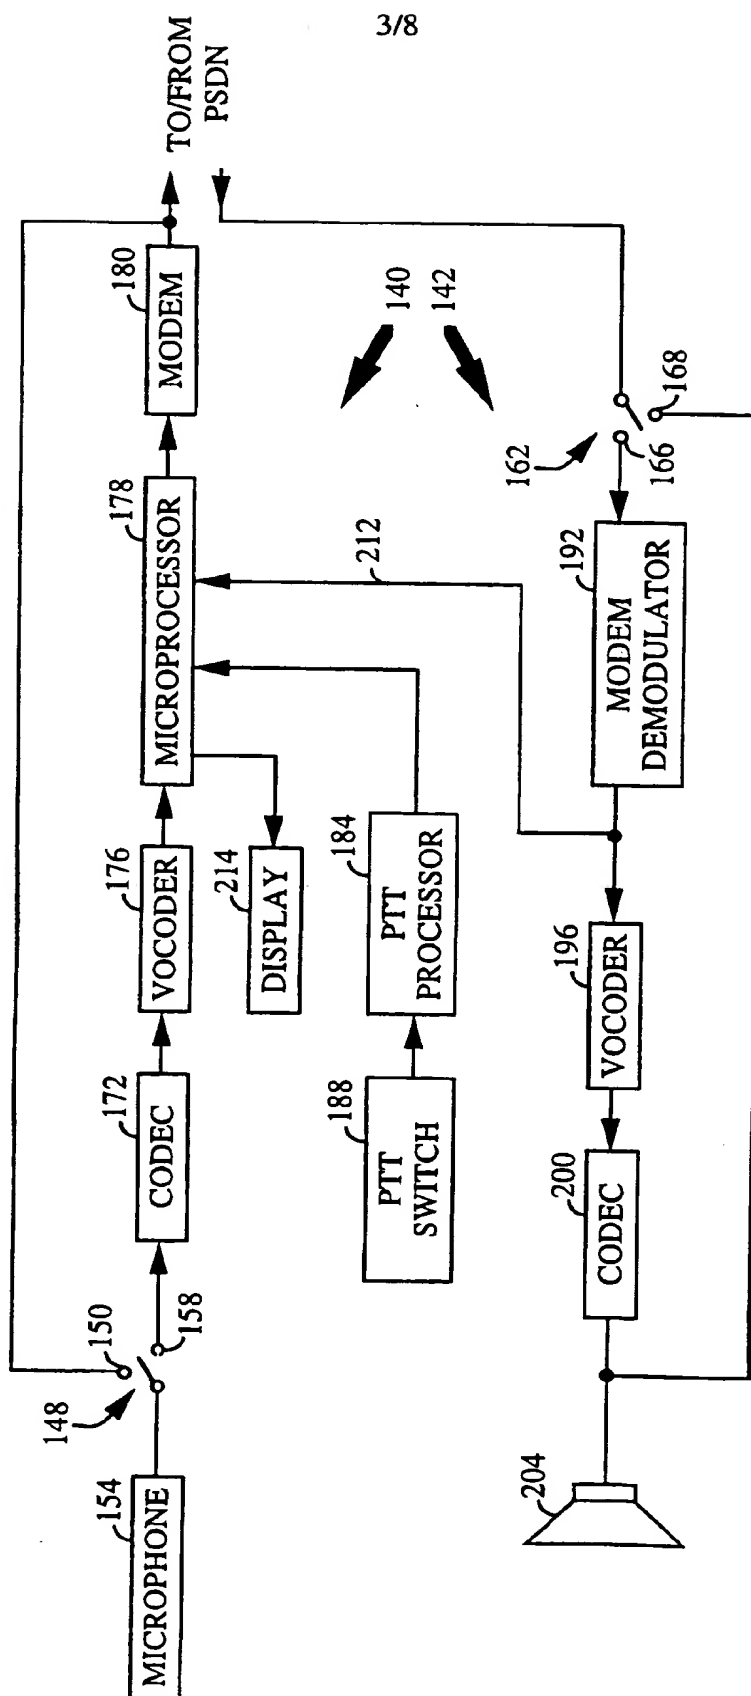 3/8
TO/FROM
PSDN
180
MODEM
140
142
178
MICROPROCESSOR
212
162
168
166
192
MODEM
DEMODULATOR
176
VOCODER
214
DISPLAY
184
PTT
PROCESSOR
196
VOCODER
172
CODEC
188
PTT
SWITCH
200
CODEC
150
158
148
154
MICROPHONE
204